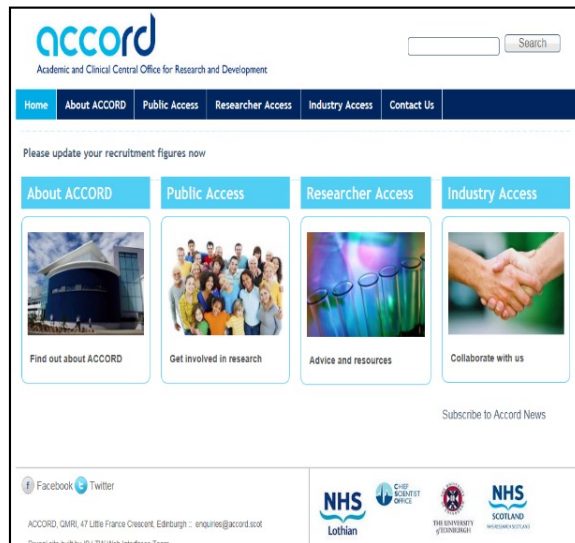 accord
Academic and Clinical Central Office for Research and Development
Search
Home About ACCORD Public Access Researcher Access Industry Access Contact Us
Please update your recruitment figures now
About ACCORD Public Access Researcher Access Industry Access
Find out about ACCORD Get involved in research Advice and resources Collaborate with us
Subscribe to Accord News
Facebook Twitter
NHS Lothian
CHIEF SCIENTIST OFFICE
THE UNIVERSITY of EDINBURGH
NHS SCOTLAND
NHS RESEARCH SCOTLAND
ACCORD, QMRI, 47 Little France Crescent, Edinburgh :: enquiries@accord.scot